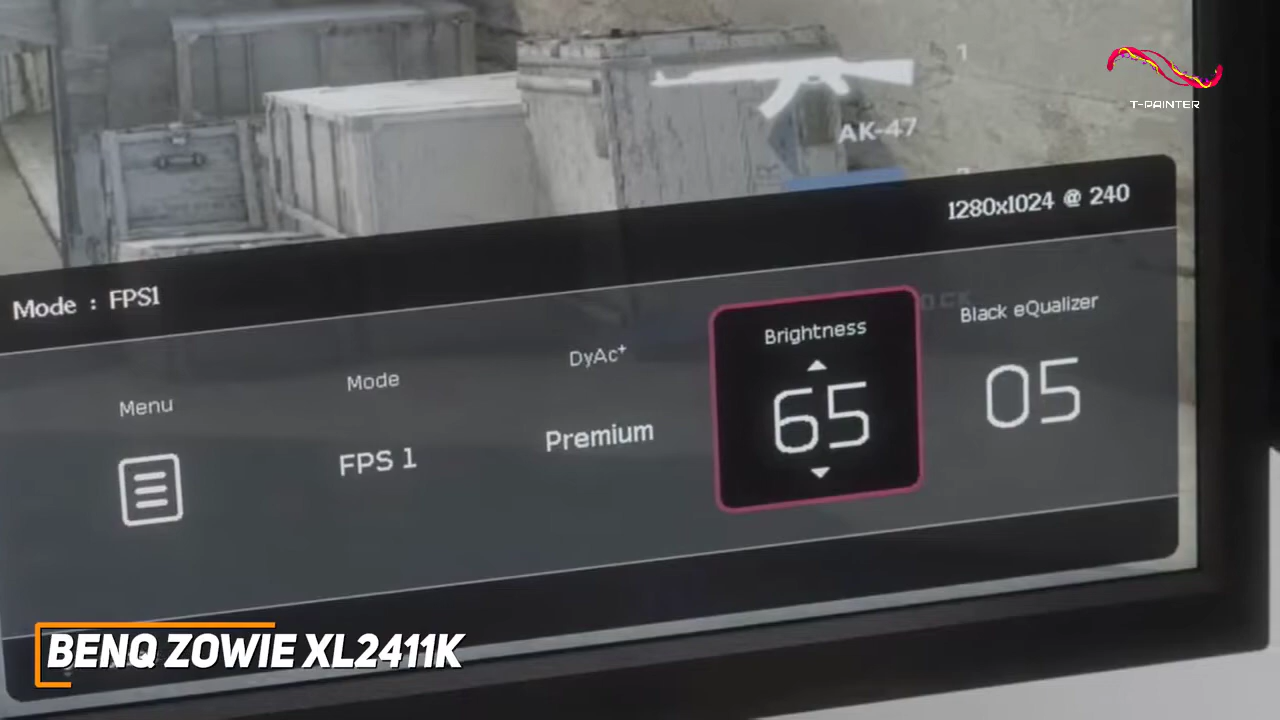 1
T-PAINTER
AK-47
1280x1024 @ 240
Mode : FPS1
Menu
Mode
FPS 1
DyAc+
Premium
Brightness
65
Black eQualizer
05
BENQ ZOWIE XL2411K